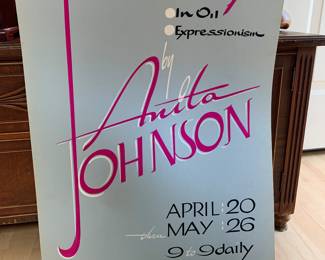 In Oil
Expressionism
by
Anita
JOHNSON
APRIL 20
thru MAY 26
9 to 9 daily